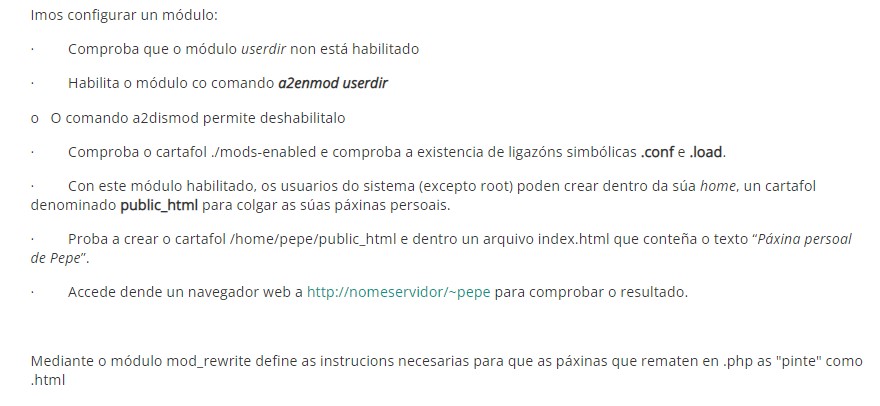 Imos configurar un módulo:
· Comproba que o módulo userdir non está habilitado
· Habilita o módulo co comando a2enmod userdir
o O comando a2dismod permite deshabilitalo
· Comproba o cartafol ./mods-enabled e comproba a existencia de ligazóns simbólicas .conf e .load.
· Con este módulo habilitado, os usuarios do sistema (excepto root) poden crear dentro da súa home, un cartafol
denominado public_html para colgar as súas páxinas persoais.
· Proba a crear o cartafol /home/pepe/public_html e dentro un arquivo index.html que conteña o texto “Páxina persoal
de Pepe”.
· Accede dende un navegador web a http://nomeservidor/~pepe para comprobar o resultado.
Mediante o módulo mod_rewrite define as instrucions necesarias para que as páxinas que rematen en .php as "pinte" como
.html